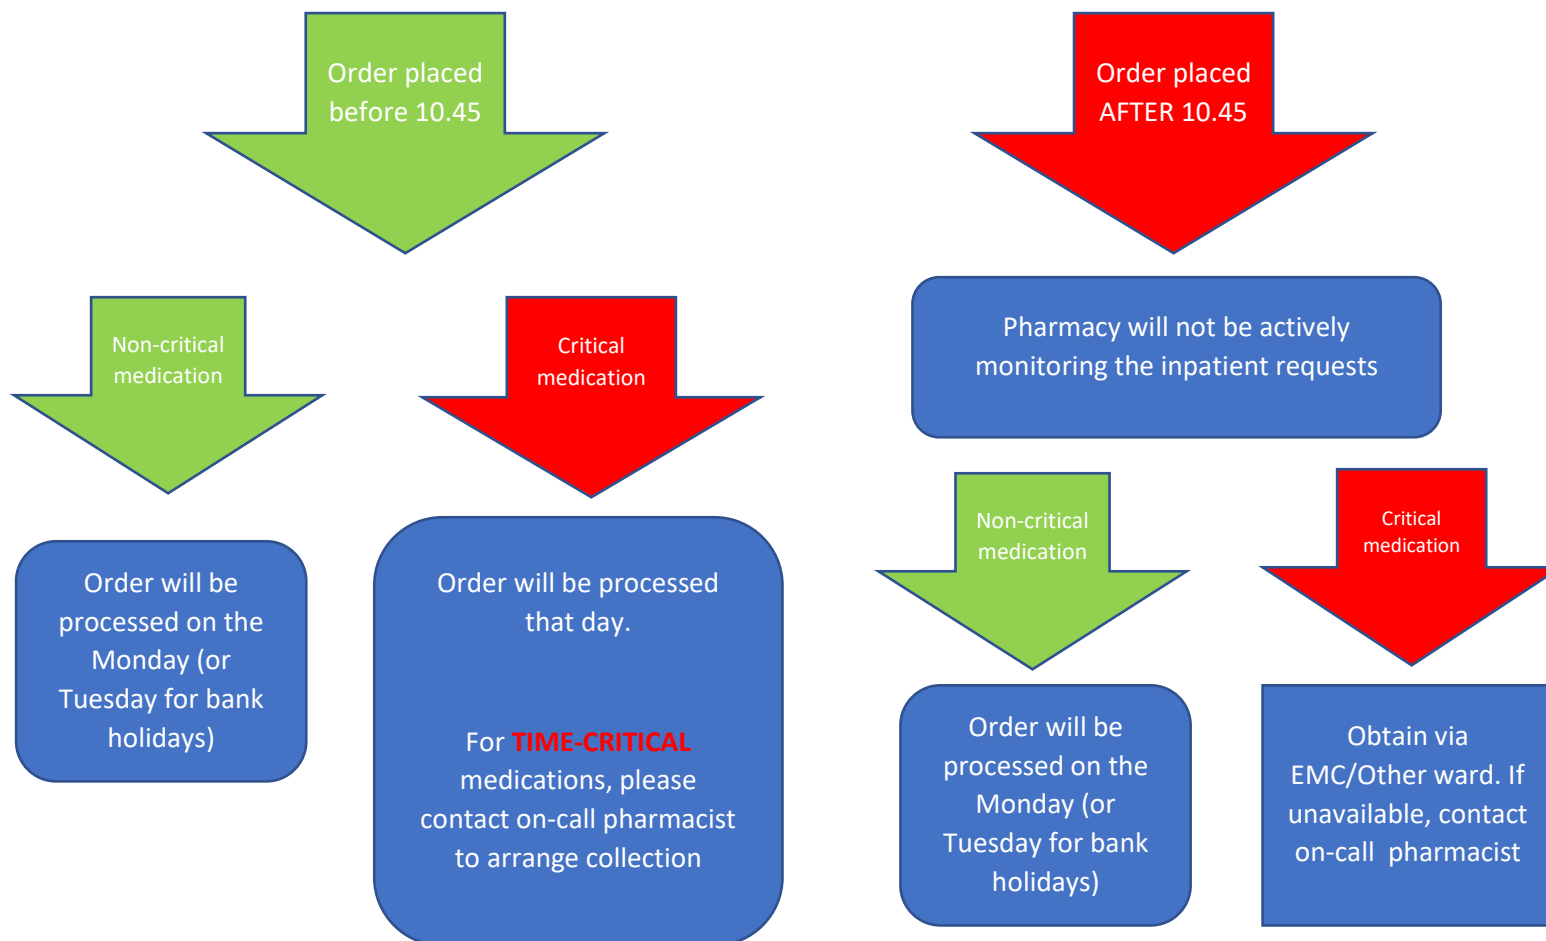 Order placed
before 10.45
Non-critical
medication
Order will be
processed on the
Monday (or
Tuesday for bank
holidays)
Critical
medication
Order will be processed
that day.
For TIME-CRITICAL
medications, please
contact on-call pharmacist
to arrange collection
Order placed
AFTER 10.45
Pharmacy will not be actively
monitoring the inpatient requests
Non-critical
medication
Order will be
processed on the
Monday (or
Tuesday for bank
holidays)
Critical
medication
Obtain via
EMC/Other ward. If
unavailable, contact
on-call  pharmacist